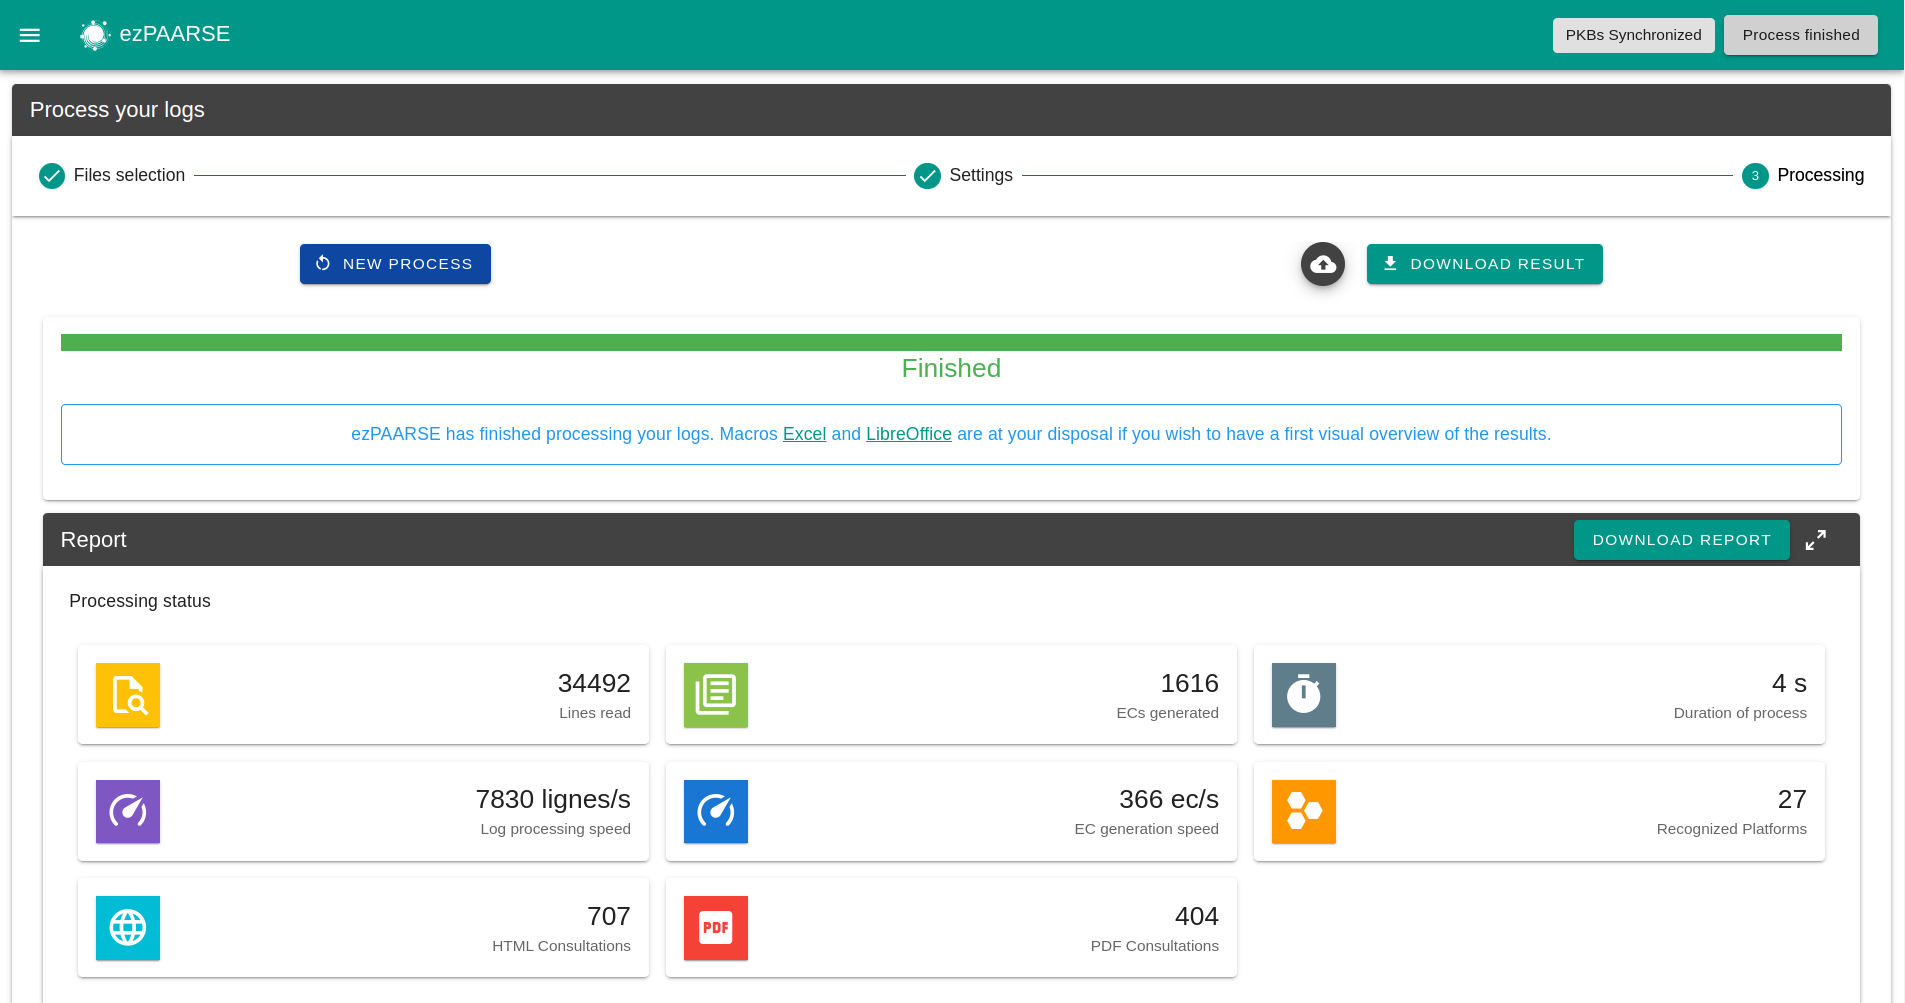 ezPAARSE
PKBs Synchronized
Process finished
Process your logs
Files selection
Settings
3 Processing
NEW PROCESS
DOWNLOAD RESULT
Finished
ezPAARSE has finished processing your logs. Macros Excel and LibreOffice are at your disposal if you wish to have a first visual overview of the results.
Report
DOWNLOAD REPORT
Processing status
34492
Lines read
1616
ECs generated
4 s
Duration of process
7830 lignes/s
Log processing speed
366 ec/s
EC generation speed
27
Recognized Platforms
707
HTML Consultations
PDF
404
PDF Consultations